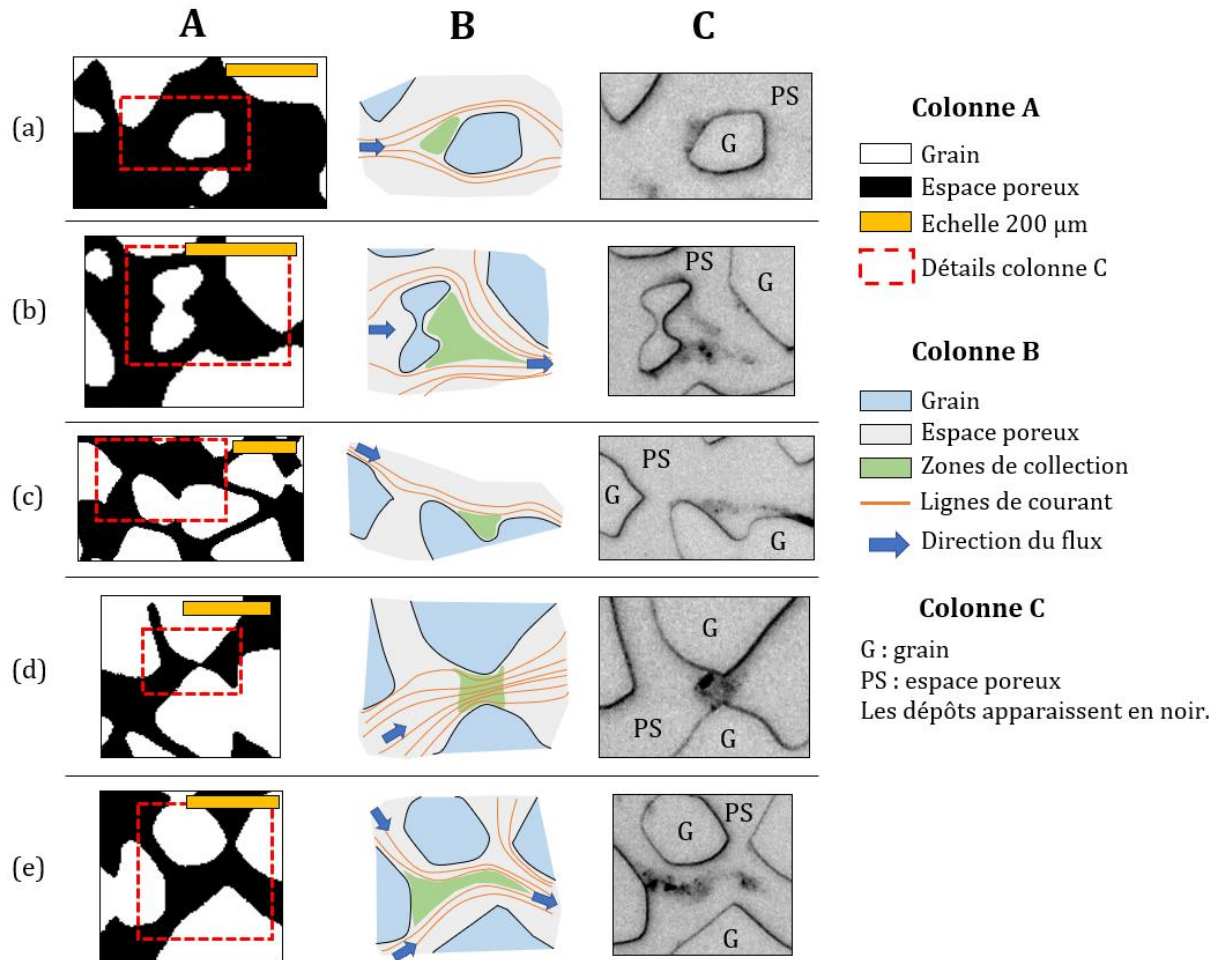 A
B
C
(a)
PS
G
(b)
PS
G
(c)
PS
G
G
(d)
G
PS
G
(e)
PS
G
G
Colonne A
Grain
Espace poreux
Echelle 200 µm
Détails colonne C
Colonne B
Grain
Espace poreux
Zones de collection
Lignes de courant
Direction du flux
Colonne C
G : grain
PS : espace poreux
Les dépôts apparaissent en noir.